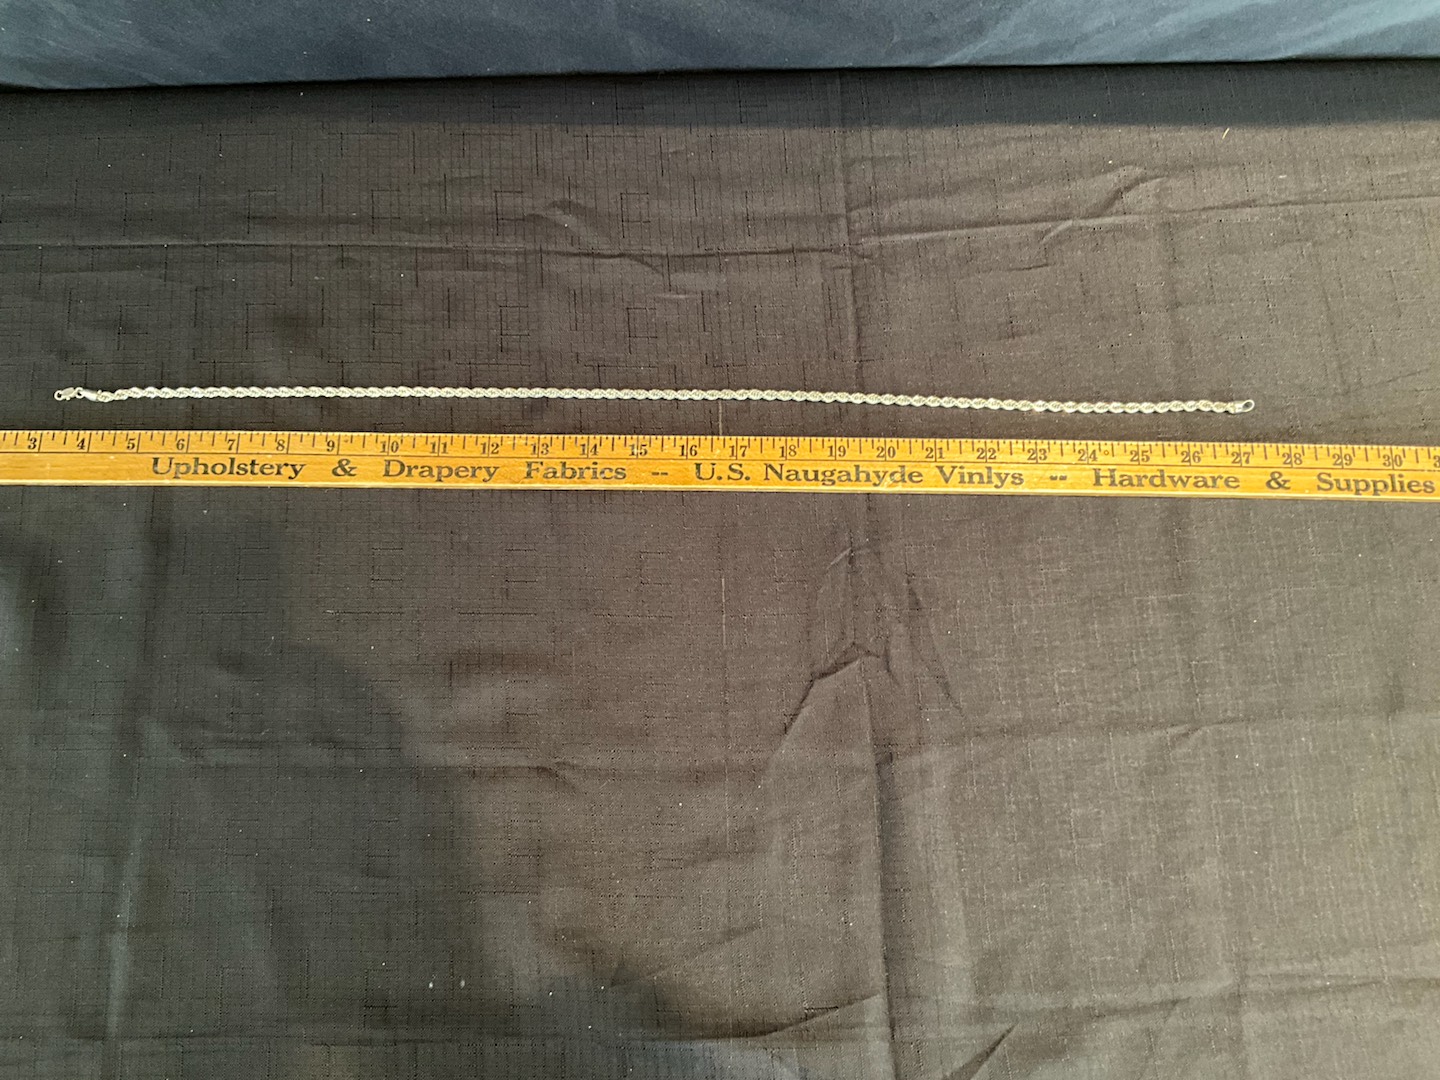 3 4 5 6 7 8 9 10 11 12 13 14 15 16 17 18 19 20 21 22 23 24 25 26 27 28 29 30
Upholstery & Drapery Fabrics -- U.S. Naugahyde Vinlys -- Hardware & Supplies